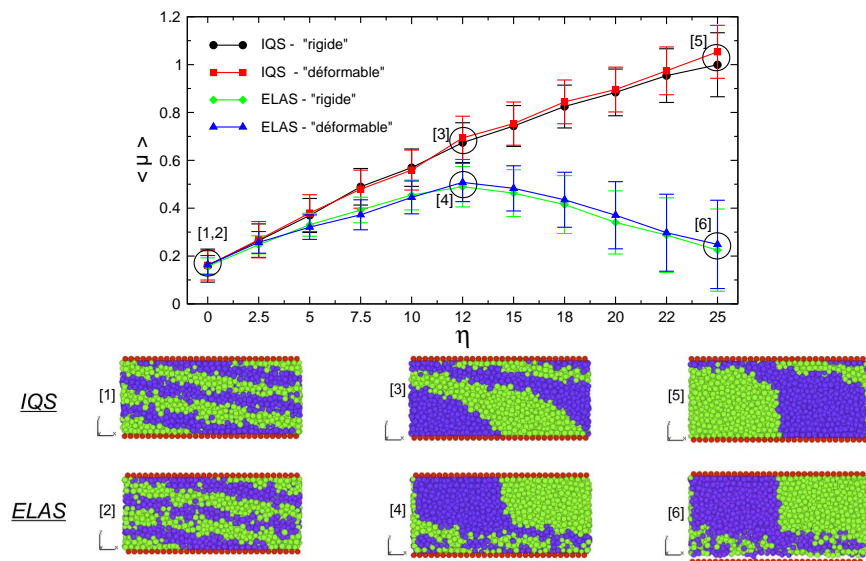 1.2
1
0.8
0.6
0.4
0.2
0
< μ >
IQS - "rigide"
IQS - "déformable"
ELAS - "rigide"
ELAS - "déformable"
[1,2]
[3]
[4]
[5]
[6]
0 2.5 5 7.5 10 12 15 18 20 22 25
η
IQS
[1]
[3]
[5]
ELAS
[2]
[4]
[6]